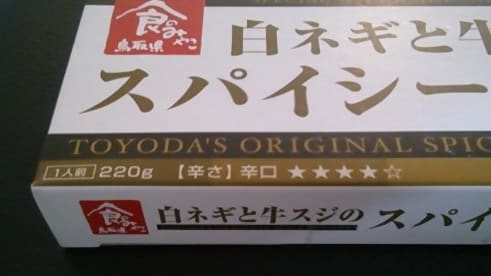 食のみやこ
鳥取県
白ネギと牛
スパイシー
TOYODA'S ORIGINAL SPIC
1人前 220g 【辛さ】辛口 ★★★★☆
食のみやこ
鳥取県
白ネギと牛スジの スパイ